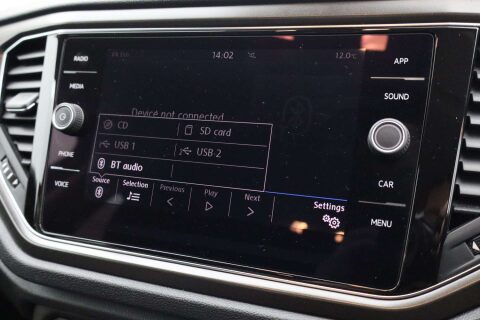 RADIO
MEDIA
PHONE
VOICE
14:02
12.0°C
Device not connected
CD
SD card
USB 1
USB 2
BT audio
Source
Selection
Previous
Play
Next
Settings
APP
SOUND
CAR
MENU